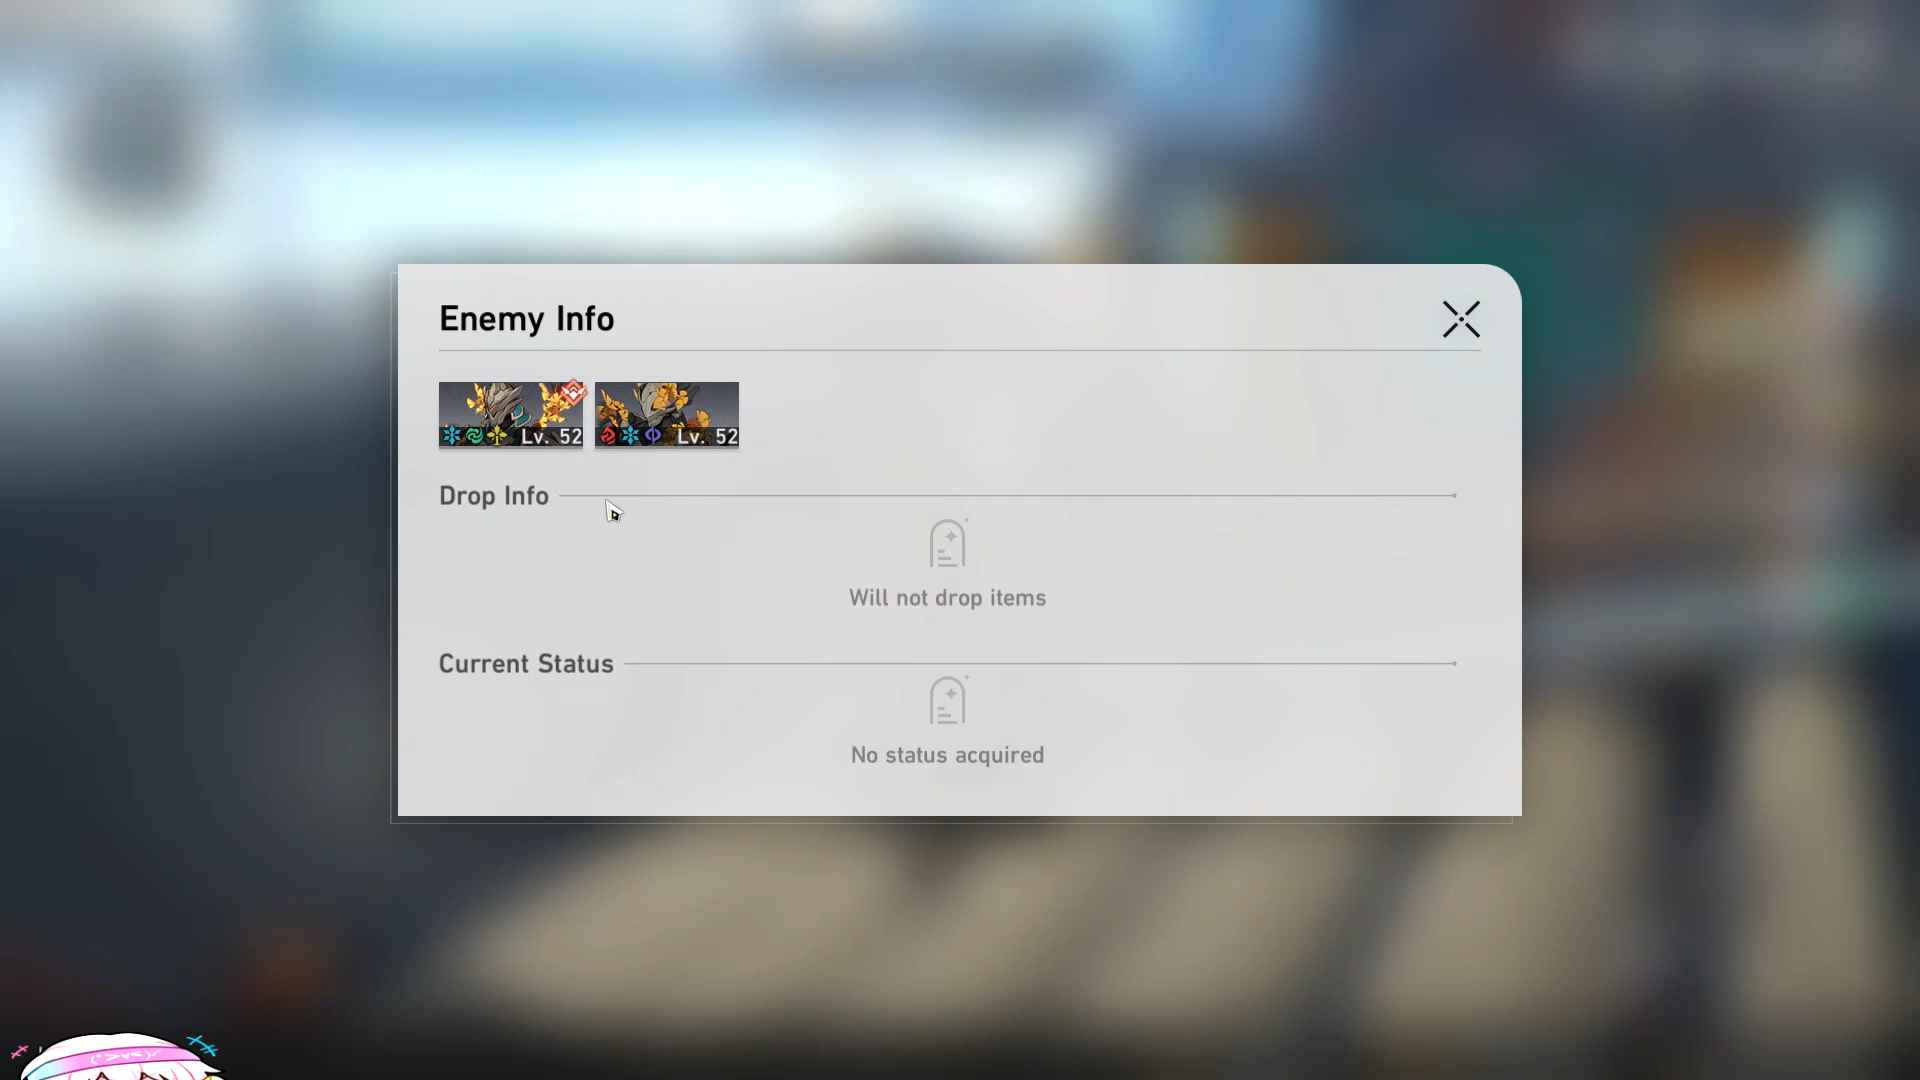 Enemy Info
Lv. 52 Lv. 52
Drop Info
Will not drop items
Current Status
No status acquired